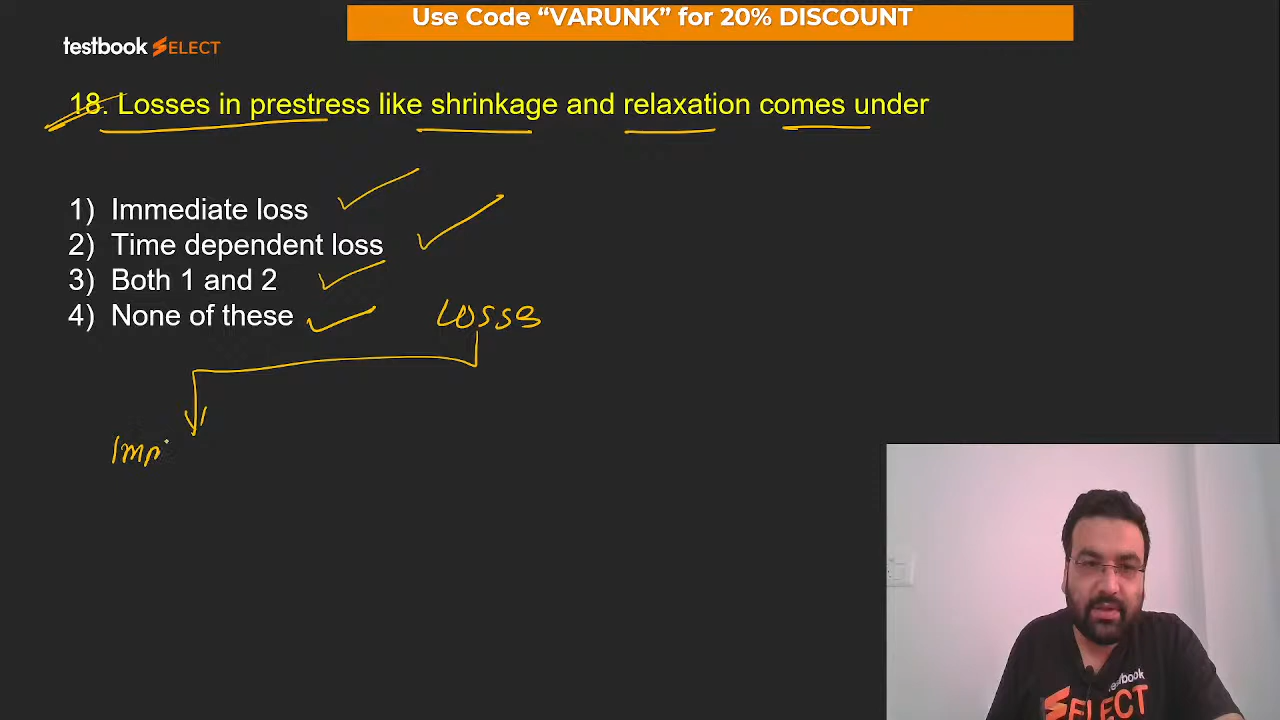 Use Code “VARUNK” for 20% DISCOUNT
testbook SELECT
18. Losses in prestress like shrinkage and relaxation comes under
1) Immediate loss
2) Time dependent loss
3) Both 1 and 2
4) None of these
Losses
testbook
SELECT